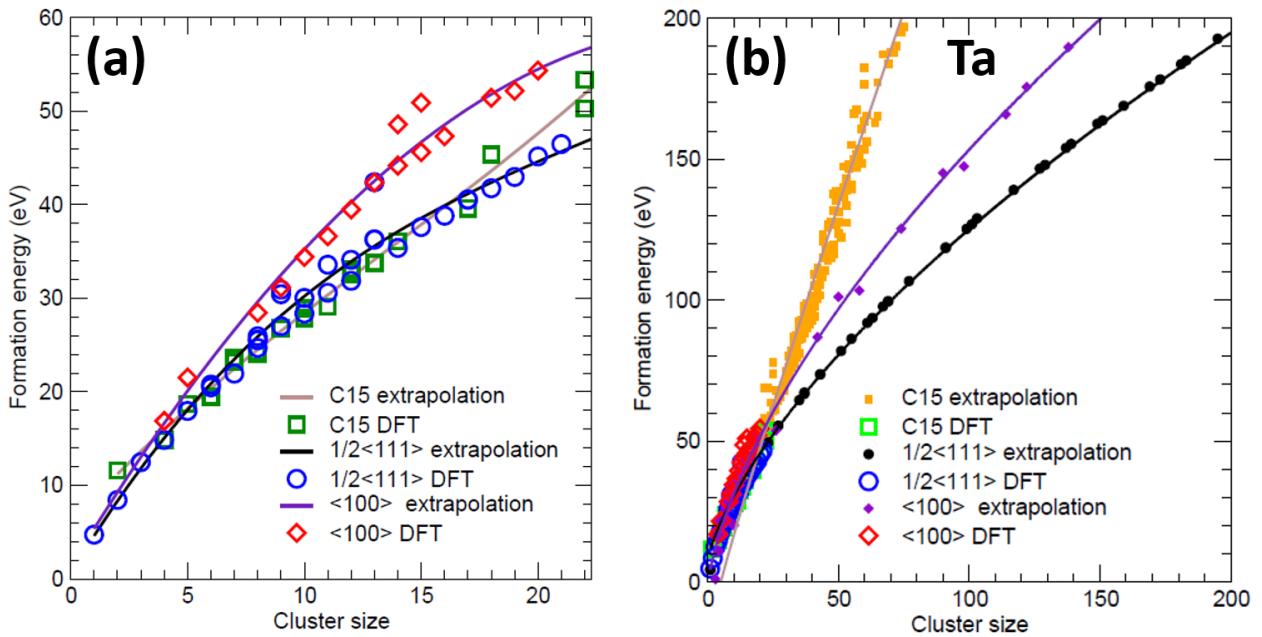 (a)
Formation energy (eV)
60
50
40
30
20
10
0
0 5 10 15 20
Cluster size
C15 extrapolation
C15 DFT
1/2<111> extrapolation
1/2<111> DFT
<100> extrapolation
<100> DFT
(b) Ta
Formation energy (eV)
200
150
100
50
0
0 50 100 150 200
Cluster size
C15 extrapolation
C15 DFT
1/2<111> extrapolation
1/2<111> DFT
<100> extrapolation
<100> DFT